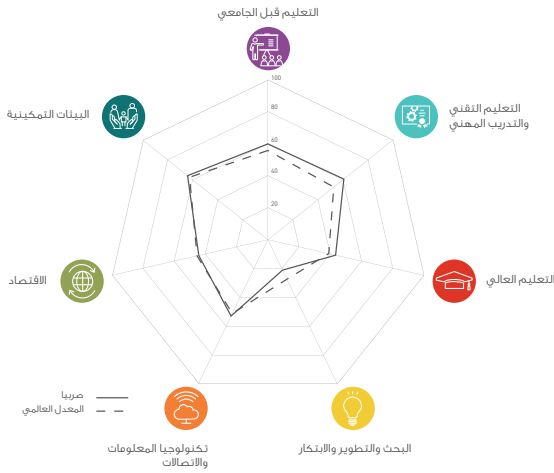 التعليم قبل الجامعي
100
80
60
40
20
التعليم التقني
والتدريب المهني
البيئات التمكينية
التعليم العالي
الاقتصاد
صربيا
المعدل العالمي
البحث والتطوير والابتكار
تكنولوجيا المعلومات
والاتصالات